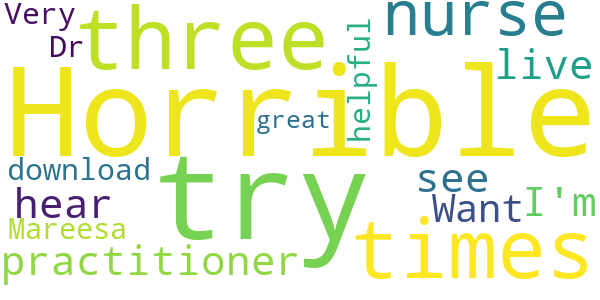 Very
Dr
three
nurse
live
Horrible
great
helpful
download
try
see
hear
Want
I'm
Mareesa
practitioner
times